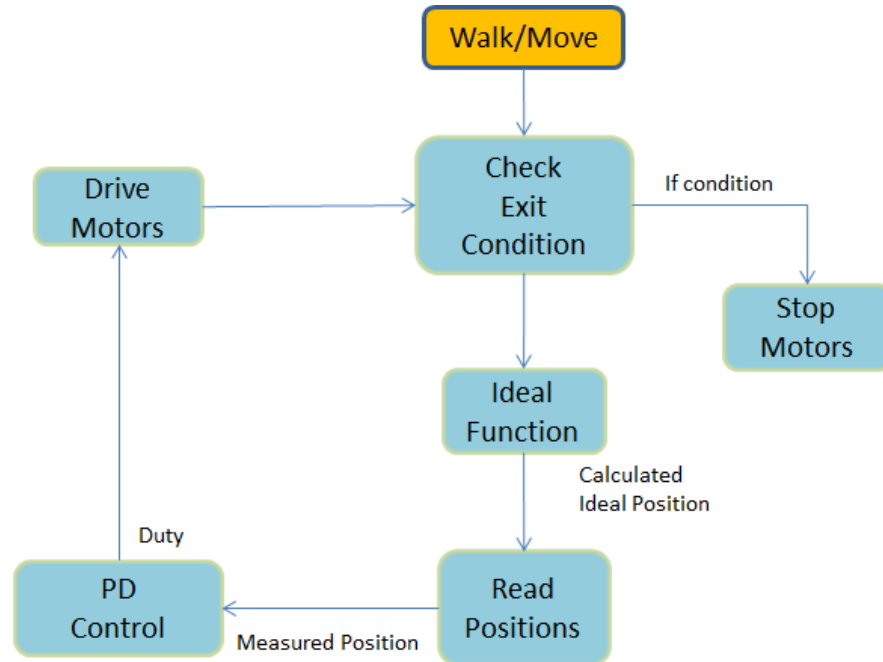 Walk/Move
Check
Exit
Condition
If condition
Drive
Motors
Stop
Motors
Ideal
Function
Calculated
Ideal Position
Duty
PD
Control
Measured Position
Read
Positions